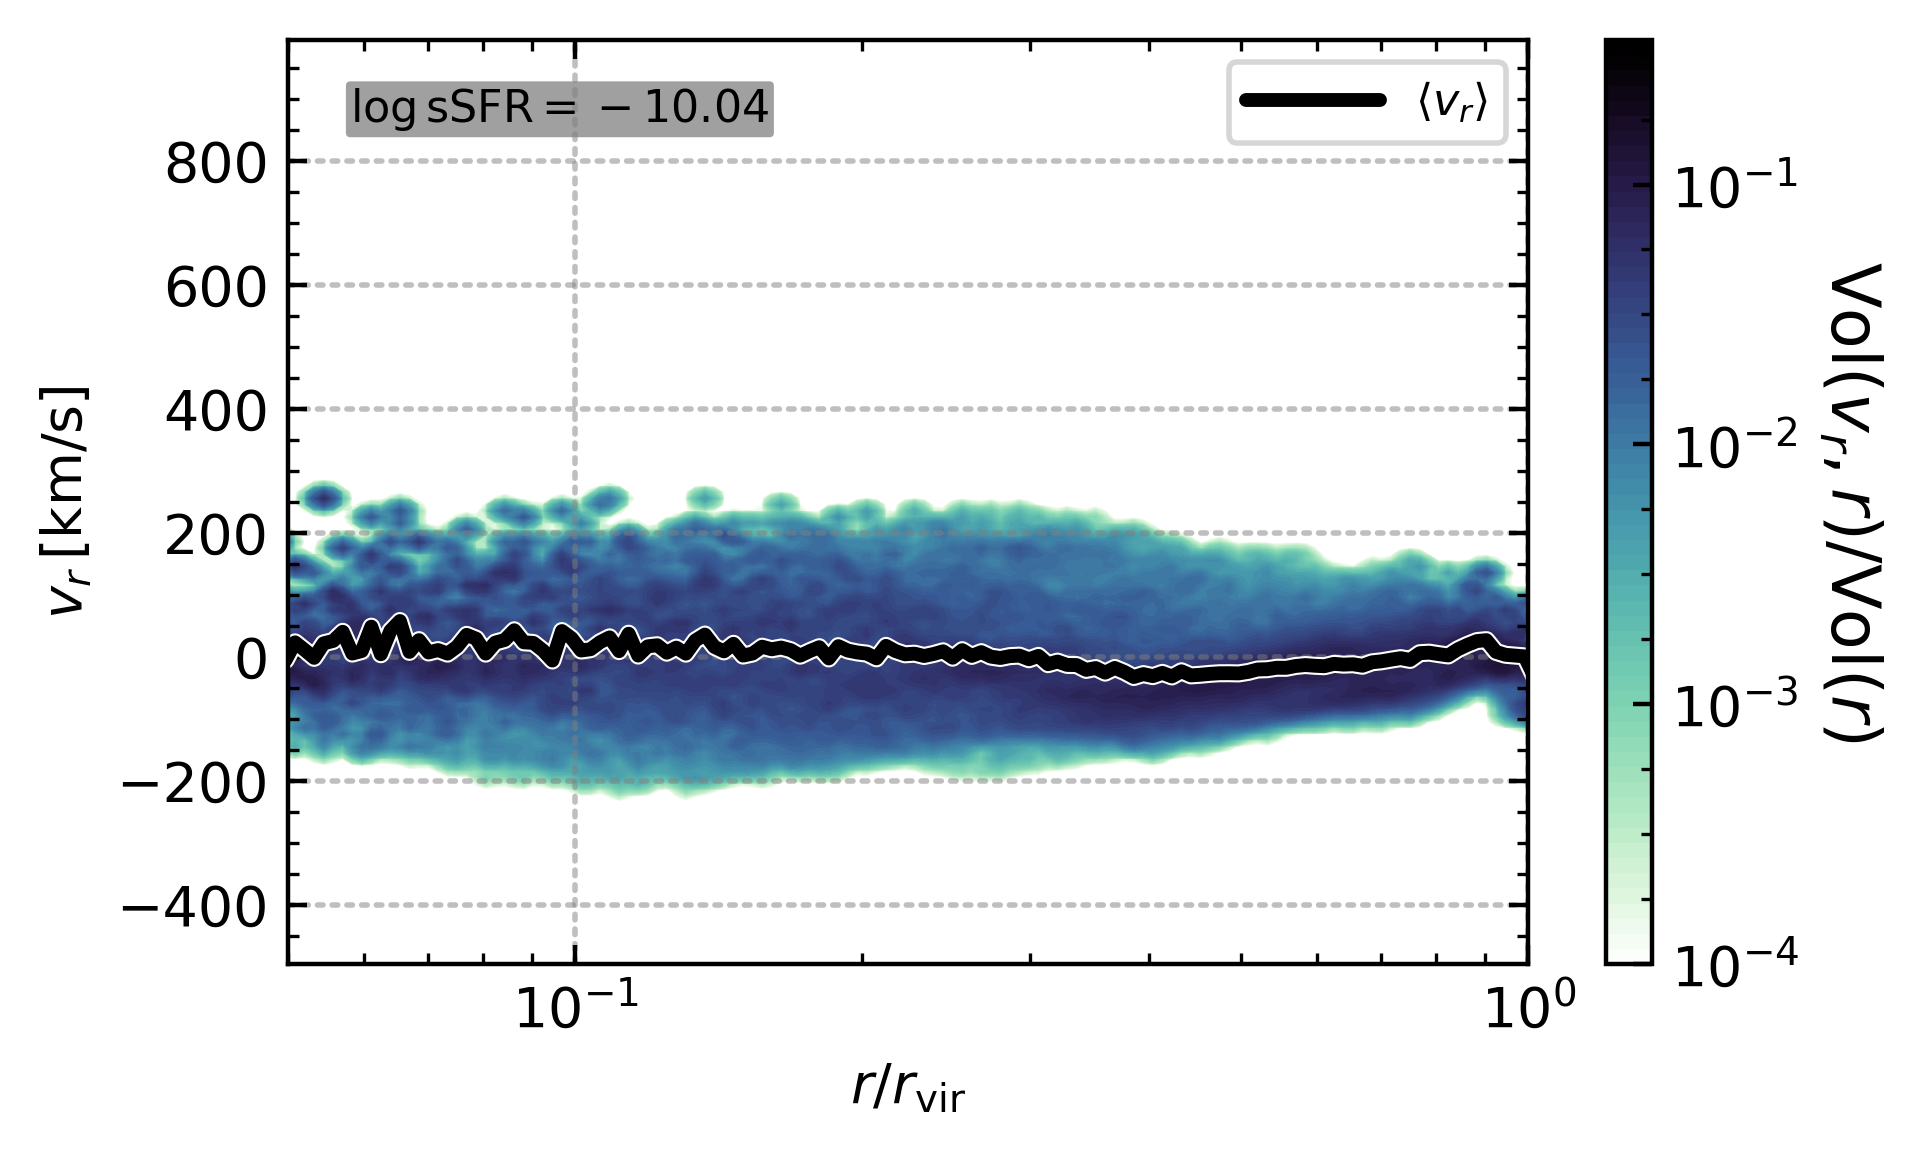 log sSFR = −10.04
⟨v_r⟩
800
600
400
200
0
−200
−400
v_r [km/s]
10^−1
10^0
r/r_vir
10^−1
10^−2
10^−3
10^−4
Vol(v_r, r)/Vol(r)